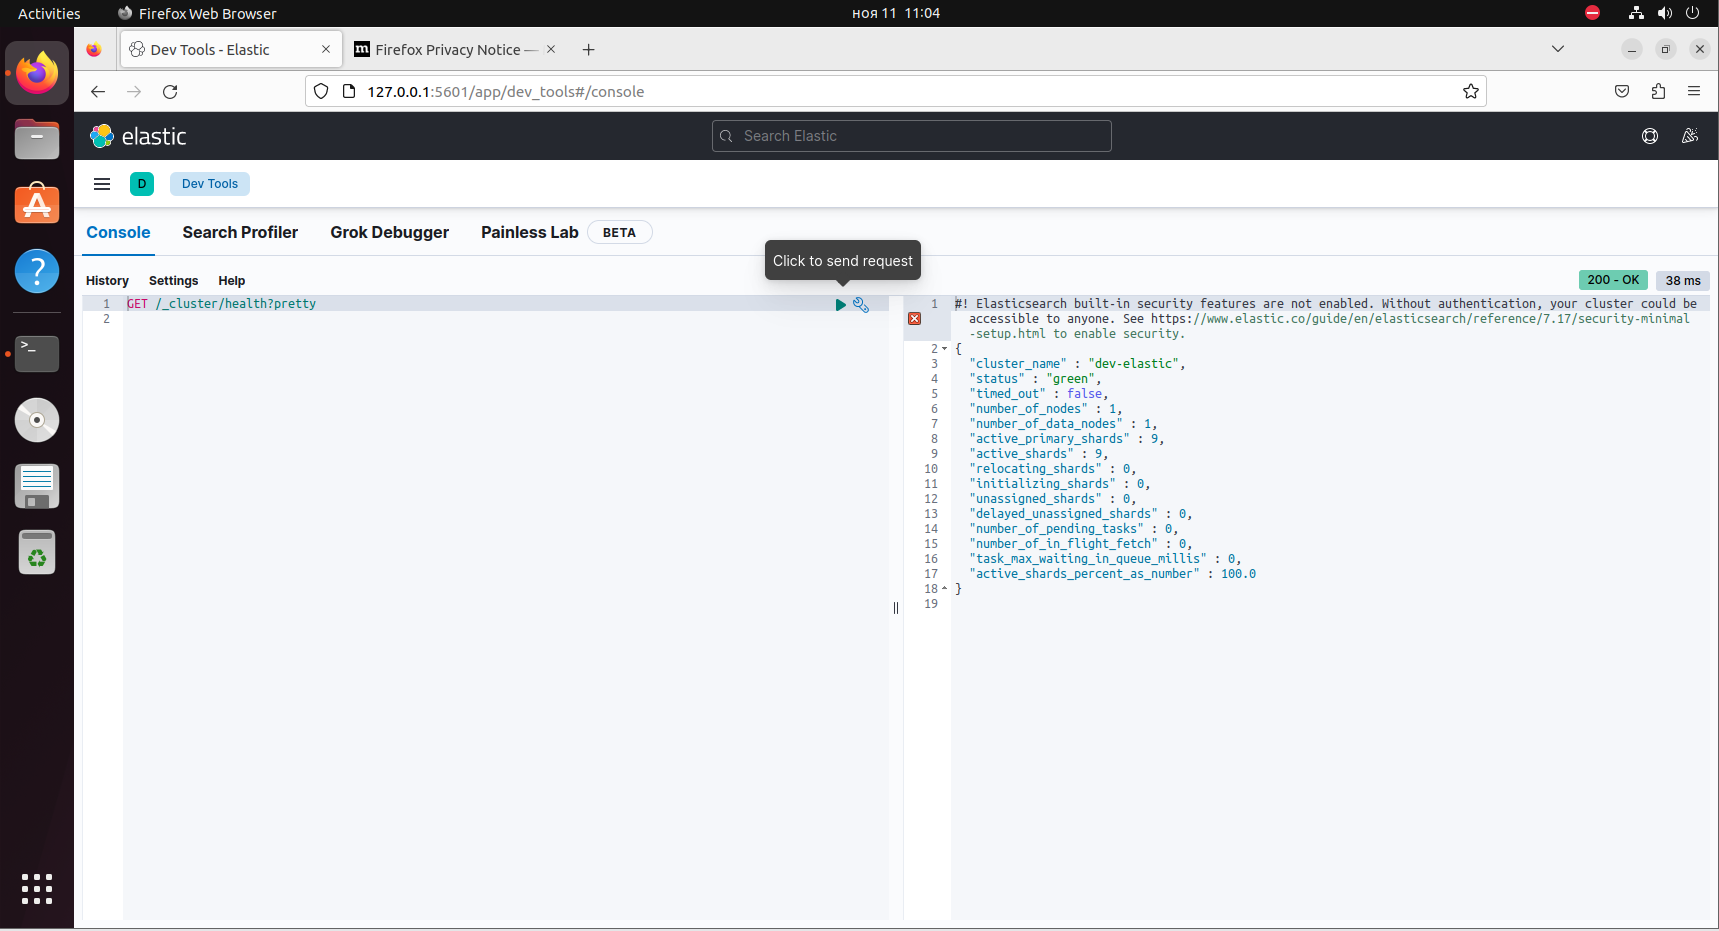 Activities
Firefox Web Browser
ноя 11 11:04
Dev Tools - Elastic
Firefox Privacy Notice —
127.0.0.1:5601/app/dev_tools#/console
elastic
Search Elastic
D
Dev Tools
Console
Search Profiler
Grok Debugger
Painless Lab
BETA
Click to send request
History
Settings
Help
200 - OK
38 ms
1 GET /_cluster/health?pretty
2
1 #! Elasticsearch built-in security features are not enabled. Without authentication, your cluster could be
accessible to anyone. See https://www.elastic.co/guide/en/elasticsearch/reference/7.17/security-minimal
-setup.html to enable security.
2 {
3 "cluster_name" : "dev-elastic",
4 "status" : "green",
5 "timed_out" : false,
6 "number_of_nodes" : 1,
7 "number_of_data_nodes" : 1,
8 "active_primary_shards" : 9,
9 "active_shards" : 9,
10 "relocating_shards" : 0,
11 "initializing_shards" : 0,
12 "unassigned_shards" : 0,
13 "delayed_unassigned_shards" : 0,
14 "number_of_pending_tasks" : 0,
15 "number_of_in_flight_fetch" : 0,
16 "task_max_waiting_in_queue_millis" : 0,
17 "active_shards_percent_as_number" : 100.0
18 }
19